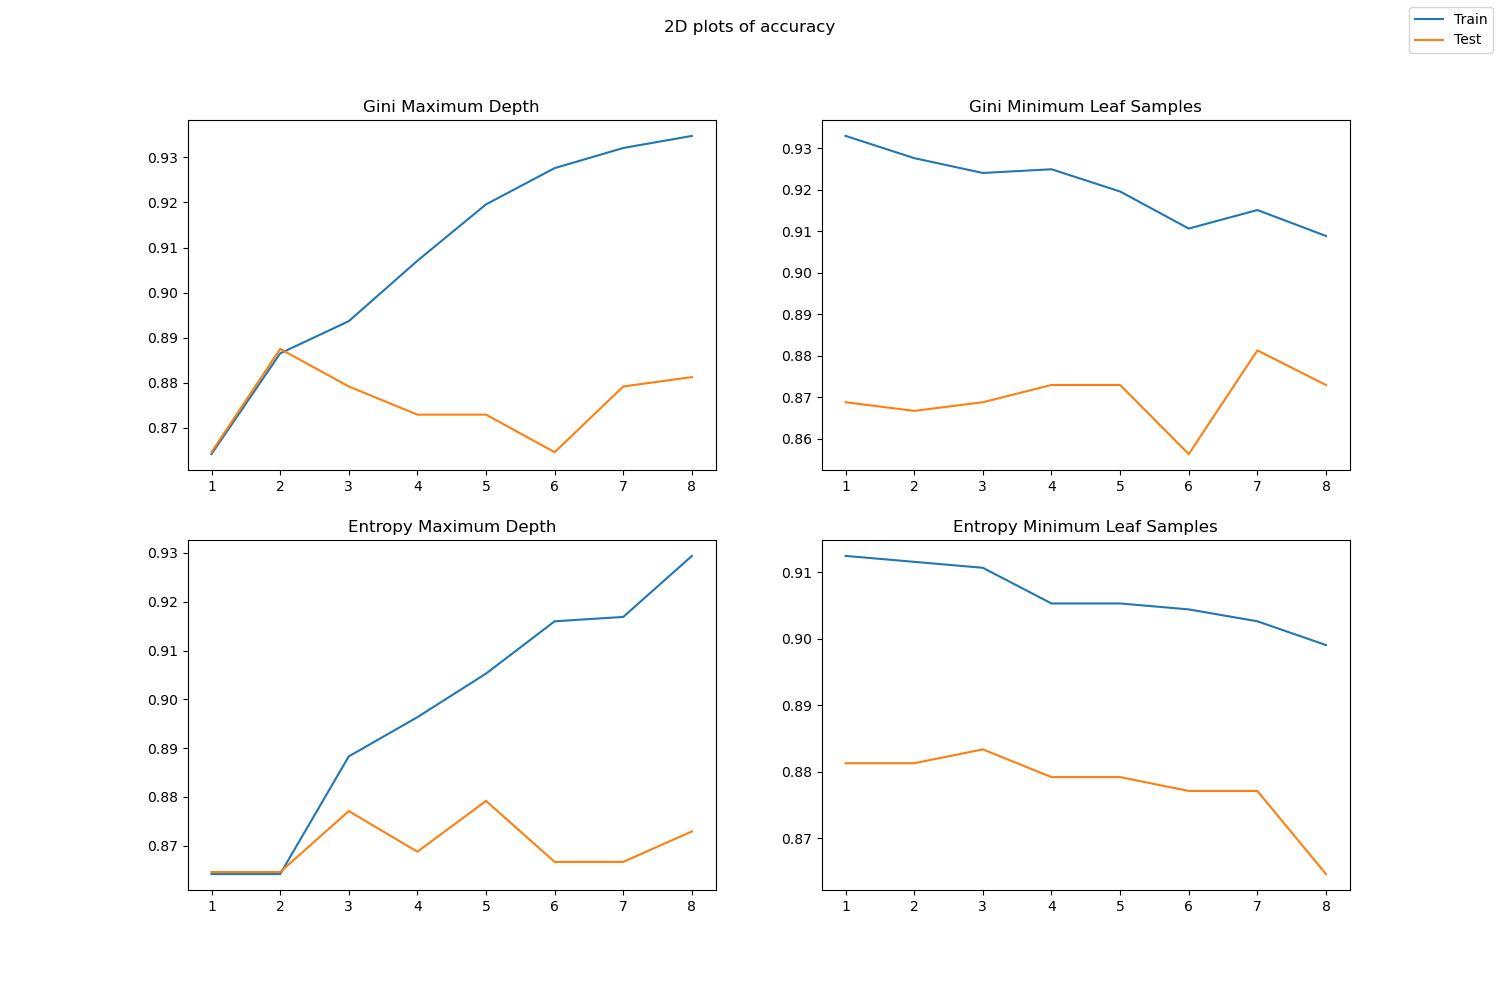 2D plots of accuracy
Train
Test
Gini Maximum Depth
0.93
0.92
0.91
0.90
0.89
0.88
0.87
1 2 3 4 5 6 7 8
Gini Minimum Leaf Samples
0.93
0.92
0.91
0.90
0.89
0.88
0.87
0.86
1 2 3 4 5 6 7 8
Entropy Maximum Depth
0.93
0.92
0.91
0.90
0.89
0.88
0.87
1 2 3 4 5 6 7 8
Entropy Minimum Leaf Samples
0.91
0.90
0.89
0.88
0.87
1 2 3 4 5 6 7 8